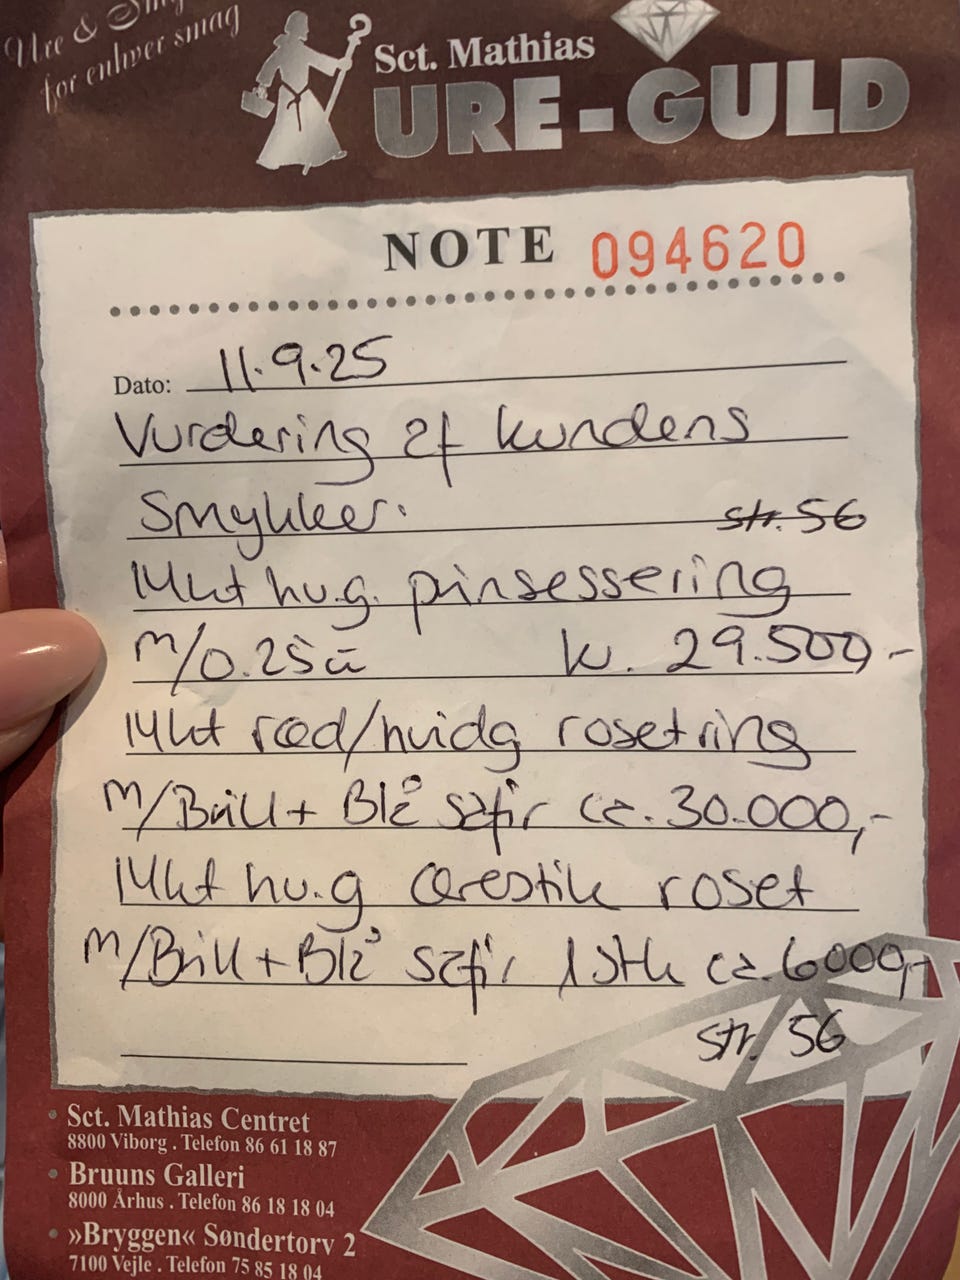 Ure & Sm
for enhver smag
Sct. Mathias
URE-GULD
NOTE 094620
Dato: 11.9.25
Vurdering af kundens
Smykker. str. 56
14kt hv.g. pinsessering
m/0.25ct kr. 29.500,-
14kt rød/hvidg rosetring
m/Brill + Blå safir ca. 30.000,-
14kt hv.g ørestik roset
m/Brill + Blå safir 1 Stk ca. 6000,-
str. 56
• Sct. Mathias Centret
8800 Viborg . Telefon 86 61 18 87
• Bruuns Galleri
8000 Århus . Telefon 86 18 18 04
• »Bryggen« Søndertorv 2
7100 Vejle . Telefon 75 85 18 04